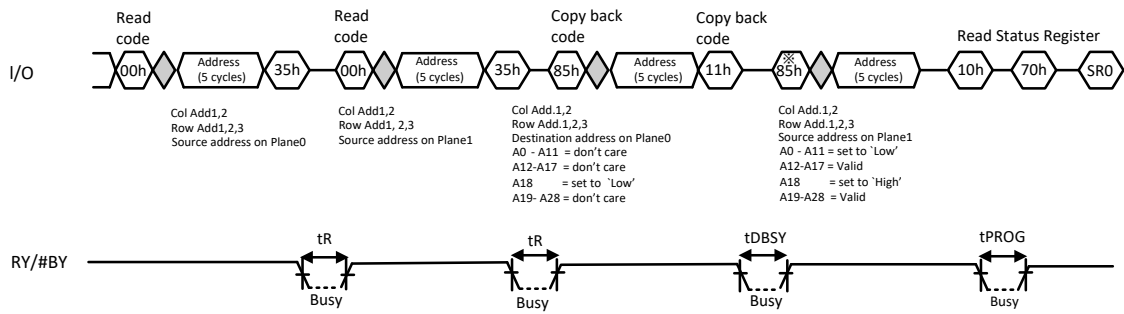 Read code
Read code
Copy back code
Copy back code
Read Status Register
I/O
00h
Address (5 cycles)
35h
00h
Address (5 cycles)
35h
85h
Address (5 cycles)
11h
※
85h
Address (5 cycles)
10h
70h
SR0
Col Add1,2
Row Add1,2,3
Source address on Plane0
Col Add1,2
Row Add1, 2,3
Source address on Plane1
Col Add.1,2
Row Add.1,2,3
Destination address on Plane0
A0 - A11 = don't care
A12-A17 = don't care
A18 = set to `Low'
A19- A28 = don't care
Col Add.1,2
Row Add.1,2,3
Source address on Plane1
A0 - A11 = set to `Low'
A12-A17 = Valid
A18 = set to `High'
A19-A28 = Valid
RY/#BY
tR
Busy
tR
Busy
tDBSY
Busy
tPROG
Busy